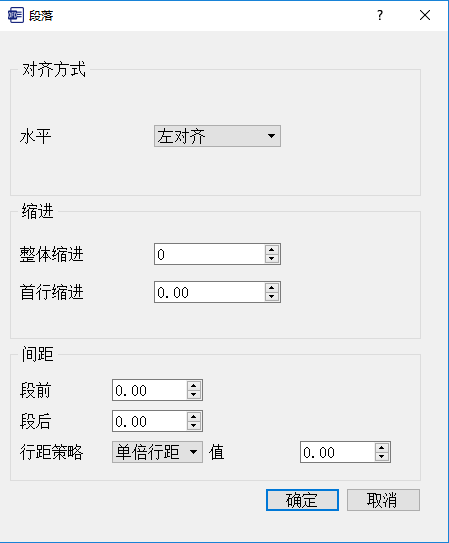 段落
对齐方式
水平 左对齐
缩进
整体缩进 0
首行缩进 0.00
间距
段前 0.00
段后 0.00
行距策略 单倍行距 值 0.00
确定 取消